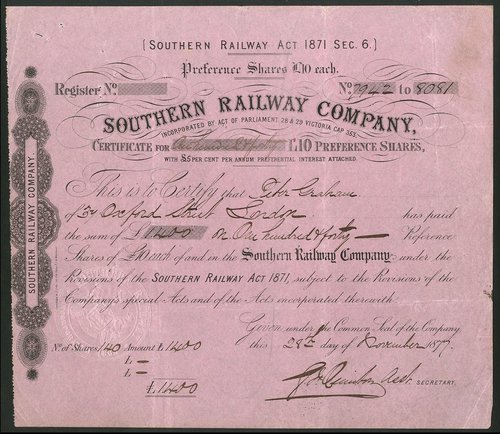 [SOUTHERN RAILWAY ACT 1871 SEC. 6.]
Preference Shares £10 each.
Register No. No. 7942 to 8081
SOUTHERN RAILWAY COMPANY,
INCORPORATED BY ACT OF PARLIAMENT 28 & 29 VICTORIA CAP 353.
CERTIFICATE FOR £10 PREFERENCE SHARES,
WITH £5 PER CENT PER ANNUM PREFERENTIAL INTEREST ATTACHED.
SOUTHERN RAILWAY COMPANY.
This is to Certify that Peter Graham
of 34 Oxford Street London has paid
the sum of £1400 on One hundred & forty Preference
Shares of £10 each of and in the Southern Railway Company under
the Provisions of the SOUTHERN RAILWAY ACT 1871, subject to the Provisions of the
Company's special Acts and of the Acts incorporated therewith.
Given under the Common Seal of the Company
this 28th day of November 1877.
No. of Shares 140 Amount £1400
£ —
£ —
£1400
SECRETARY.